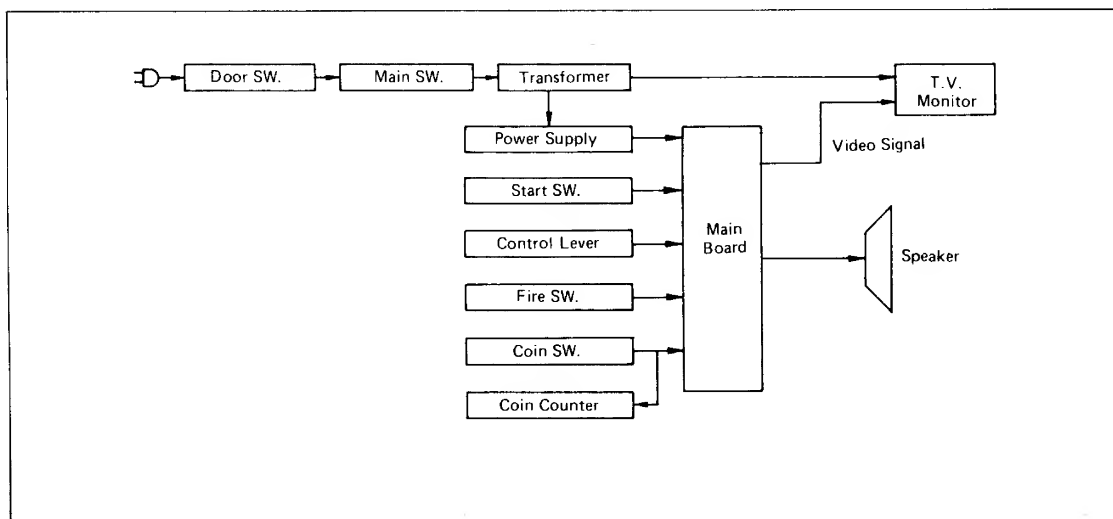 Door SW.
Main SW.
Transformer
T.V.
Monitor
Power Supply
Video Signal
Start SW.
Main
Board
Control Lever
Speaker
Fire SW.
Coin SW.
Coin Counter